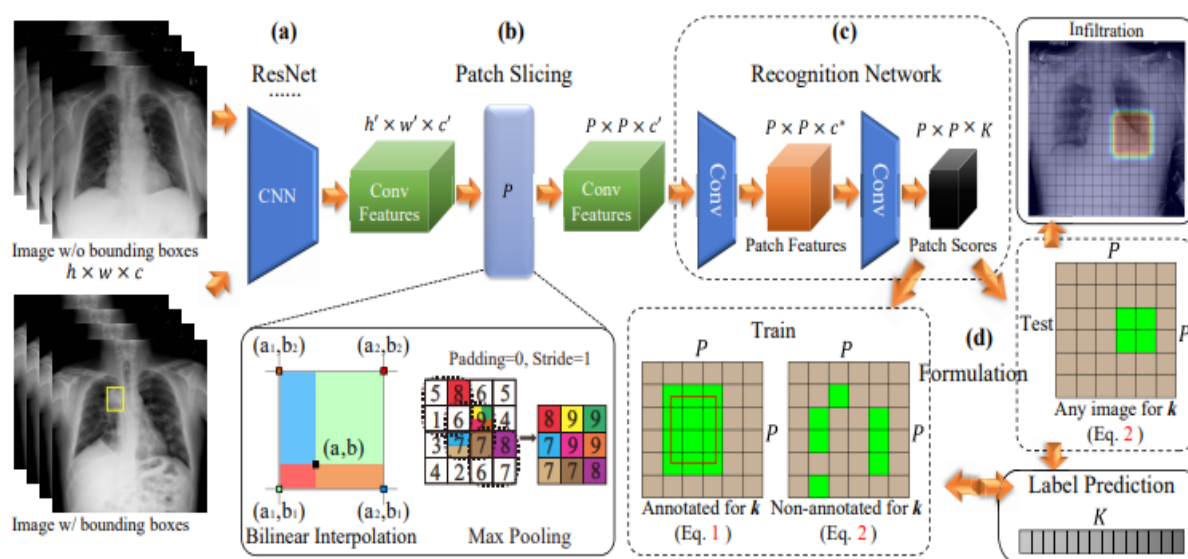 (a)
(b)
(c)
ResNet
......
Patch Slicing
Recognition Network
Infiltration
h′ × w′ × c′
P × P × c′
P × P × c*
P × P × K
CNN
Conv
Features
P
Conv
Features
Conv
Conv
Patch Features
Patch Scores
Image w/o bounding boxes
h × w × c
Image w/ bounding boxes
(a₁,b₂)
(a₂,b₂)
(a,b)
(a₁,b₁)
(a₂,b₁)
Bilinear Interpolation
Padding=0, Stride=1
5 8 6 5
1 6 9 4
3 7 7 8
4 2 6 7
8 9 9
7 9 9
7 7 8
Max Pooling
Train
P
P
P
P
Annotated for k
(Eq. 1)
Non-annotated for k
(Eq. 2)
(d)
Formulation
P
Test
P
Any image for k
(Eq. 2)
Label Prediction
K